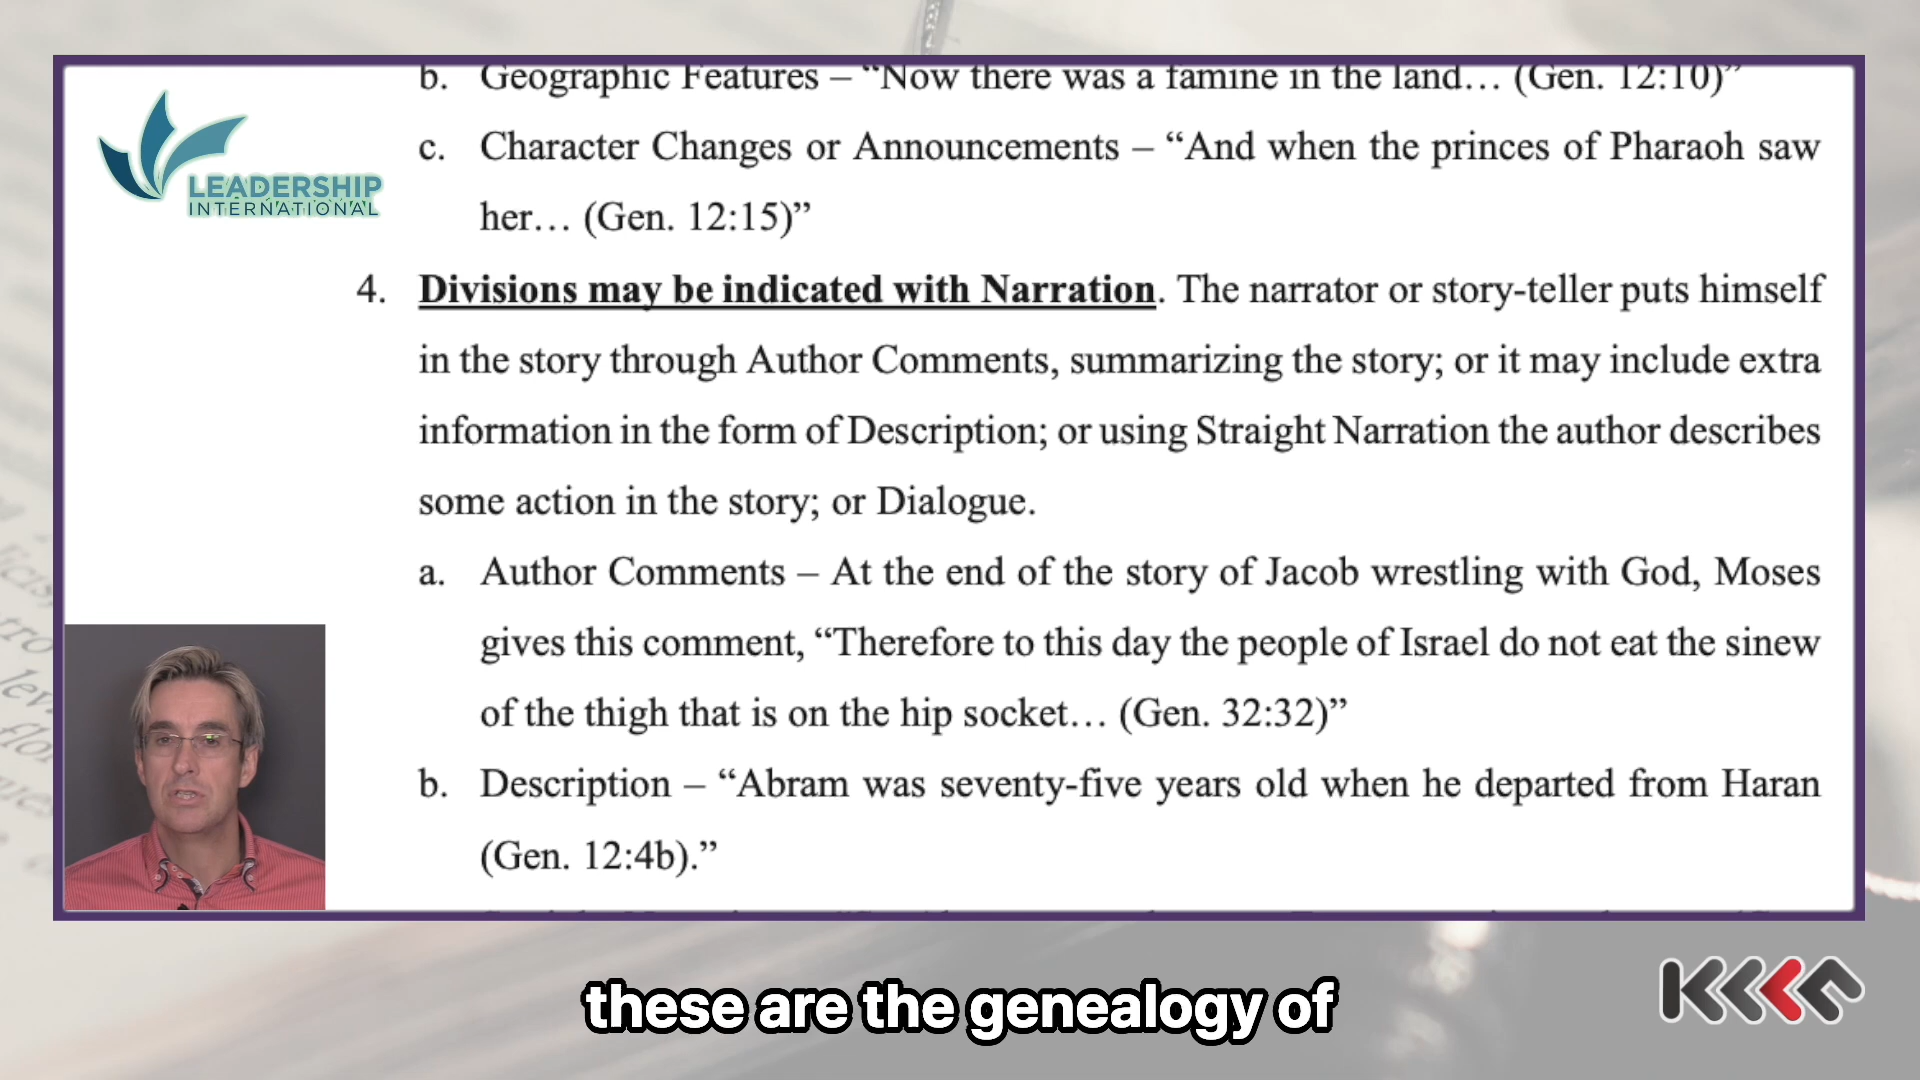 b. Geographic Features – “Now there was a famine in the land… (Gen. 12:10)”
c. Character Changes or Announcements – “And when the princes of Pharaoh saw
her… (Gen. 12:15)”
LEADERSHIP
INTERNATIONAL
4. Divisions may be indicated with Narration. The narrator or story-teller puts himself
in the story through Author Comments, summarizing the story; or it may include extra
information in the form of Description; or using Straight Narration the author describes
some action in the story; or Dialogue.
a. Author Comments – At the end of the story of Jacob wrestling with God, Moses
gives this comment, “Therefore to this day the people of Israel do not eat the sinew
of the thigh that is on the hip socket… (Gen. 32:32)”
b. Description – “Abram was seventy-five years old when he departed from Haran
(Gen. 12:4b).”
these are the genealogy of